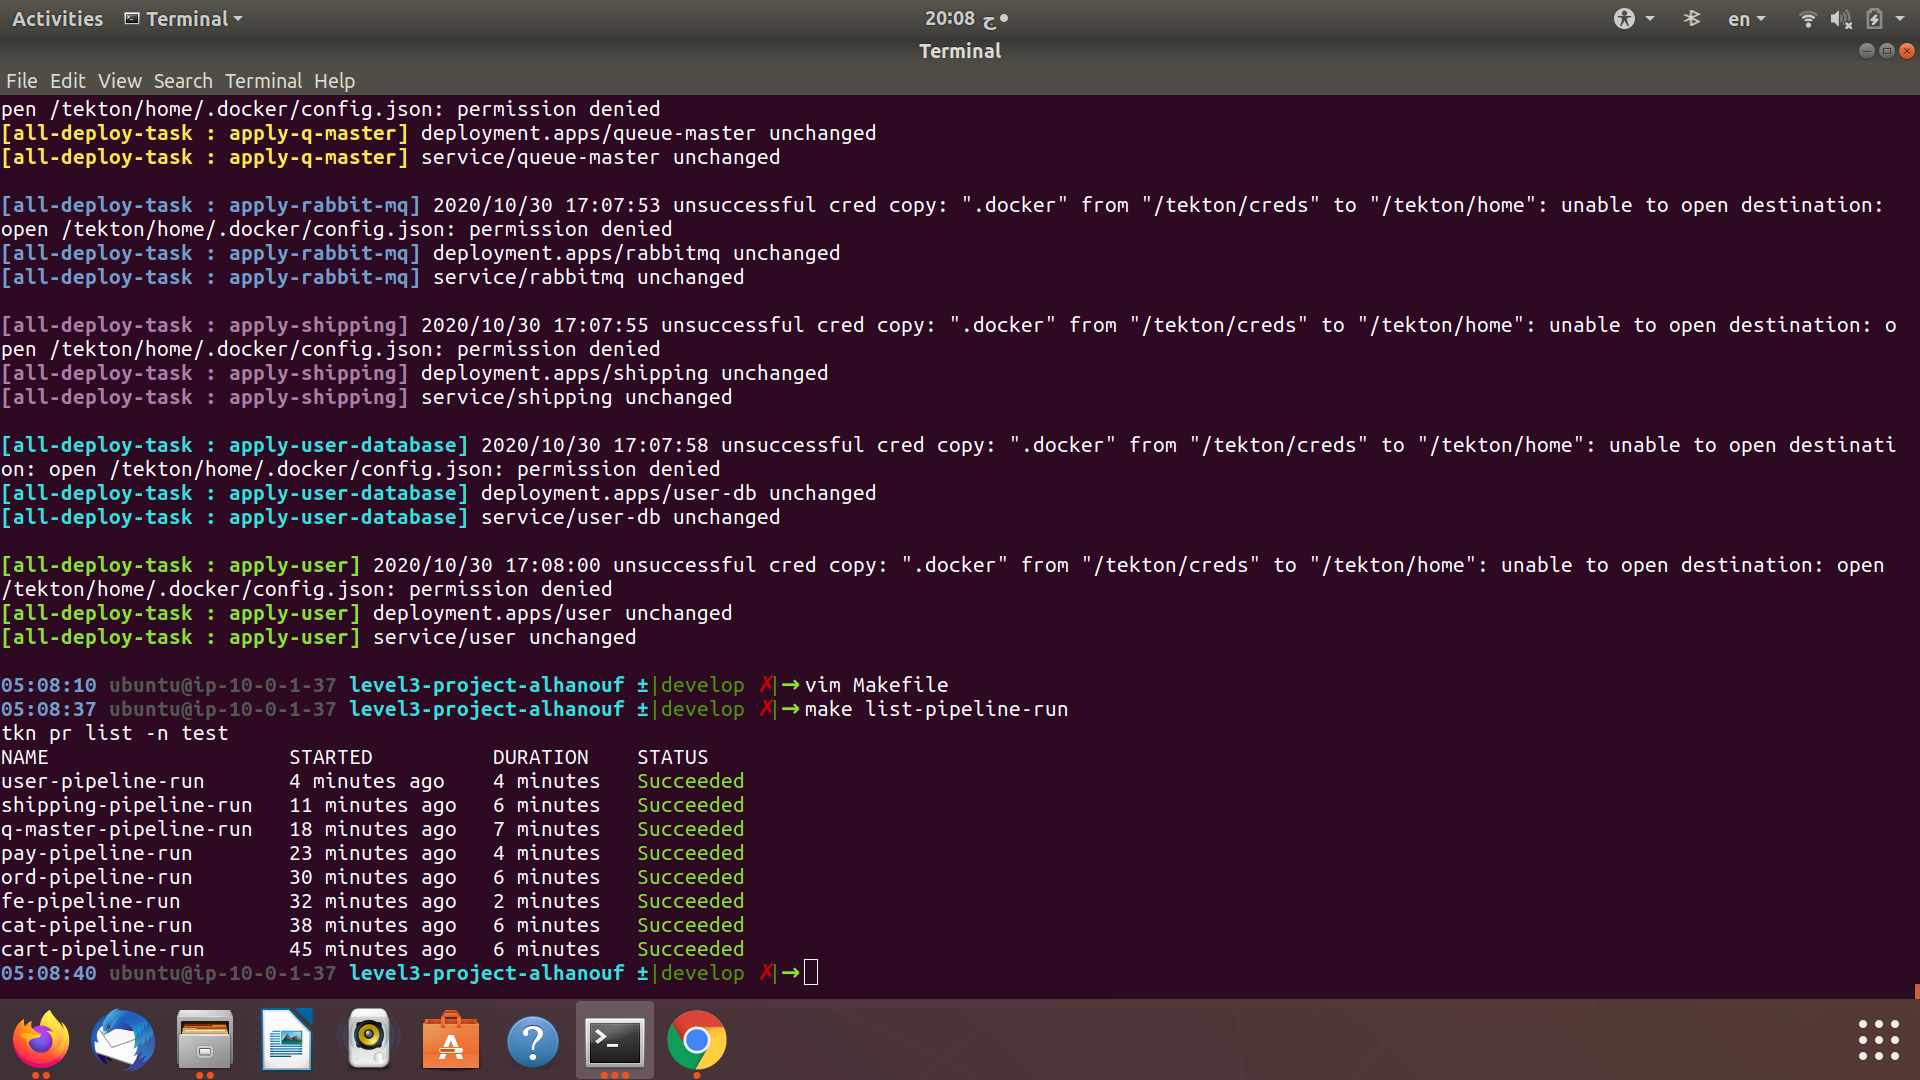 Activities Terminal 20:08 ج en
Terminal
File Edit View Search Terminal Help
pen /tekton/home/.docker/config.json: permission denied
[all-deploy-task : apply-q-master] deployment.apps/queue-master unchanged
[all-deploy-task : apply-q-master] service/queue-master unchanged
[all-deploy-task : apply-rabbit-mq] 2020/10/30 17:07:53 unsuccessful cred copy: ".docker" from "/tekton/creds" to "/tekton/home": unable to open destination:
open /tekton/home/.docker/config.json: permission denied
[all-deploy-task : apply-rabbit-mq] deployment.apps/rabbitmq unchanged
[all-deploy-task : apply-rabbit-mq] service/rabbitmq unchanged
[all-deploy-task : apply-shipping] 2020/10/30 17:07:55 unsuccessful cred copy: ".docker" from "/tekton/creds" to "/tekton/home": unable to open destination: o
pen /tekton/home/.docker/config.json: permission denied
[all-deploy-task : apply-shipping] deployment.apps/shipping unchanged
[all-deploy-task : apply-shipping] service/shipping unchanged
[all-deploy-task : apply-user-database] 2020/10/30 17:07:58 unsuccessful cred copy: ".docker" from "/tekton/creds" to "/tekton/home": unable to open destinati
on: open /tekton/home/.docker/config.json: permission denied
[all-deploy-task : apply-user-database] deployment.apps/user-db unchanged
[all-deploy-task : apply-user-database] service/user-db unchanged
[all-deploy-task : apply-user] 2020/10/30 17:08:00 unsuccessful cred copy: ".docker" from "/tekton/creds" to "/tekton/home": unable to open destination: open
/tekton/home/.docker/config.json: permission denied
[all-deploy-task : apply-user] deployment.apps/user unchanged
[all-deploy-task : apply-user] service/user unchanged
05:08:10 ubuntu@ip-10-0-1-37 level3-project-alhanouf ±|develop ✗|→ vim Makefile
05:08:37 ubuntu@ip-10-0-1-37 level3-project-alhanouf ±|develop ✗|→ make list-pipeline-run
tkn pr list -n test
NAME STARTED DURATION STATUS
user-pipeline-run 4 minutes ago 4 minutes Succeeded
shipping-pipeline-run 11 minutes ago 6 minutes Succeeded
q-master-pipeline-run 18 minutes ago 7 minutes Succeeded
pay-pipeline-run 23 minutes ago 4 minutes Succeeded
ord-pipeline-run 30 minutes ago 6 minutes Succeeded
fe-pipeline-run 32 minutes ago 2 minutes Succeeded
cat-pipeline-run 38 minutes ago 6 minutes Succeeded
cart-pipeline-run 45 minutes ago 6 minutes Succeeded
05:08:40 ubuntu@ip-10-0-1-37 level3-project-alhanouf ±|develop ✗|→